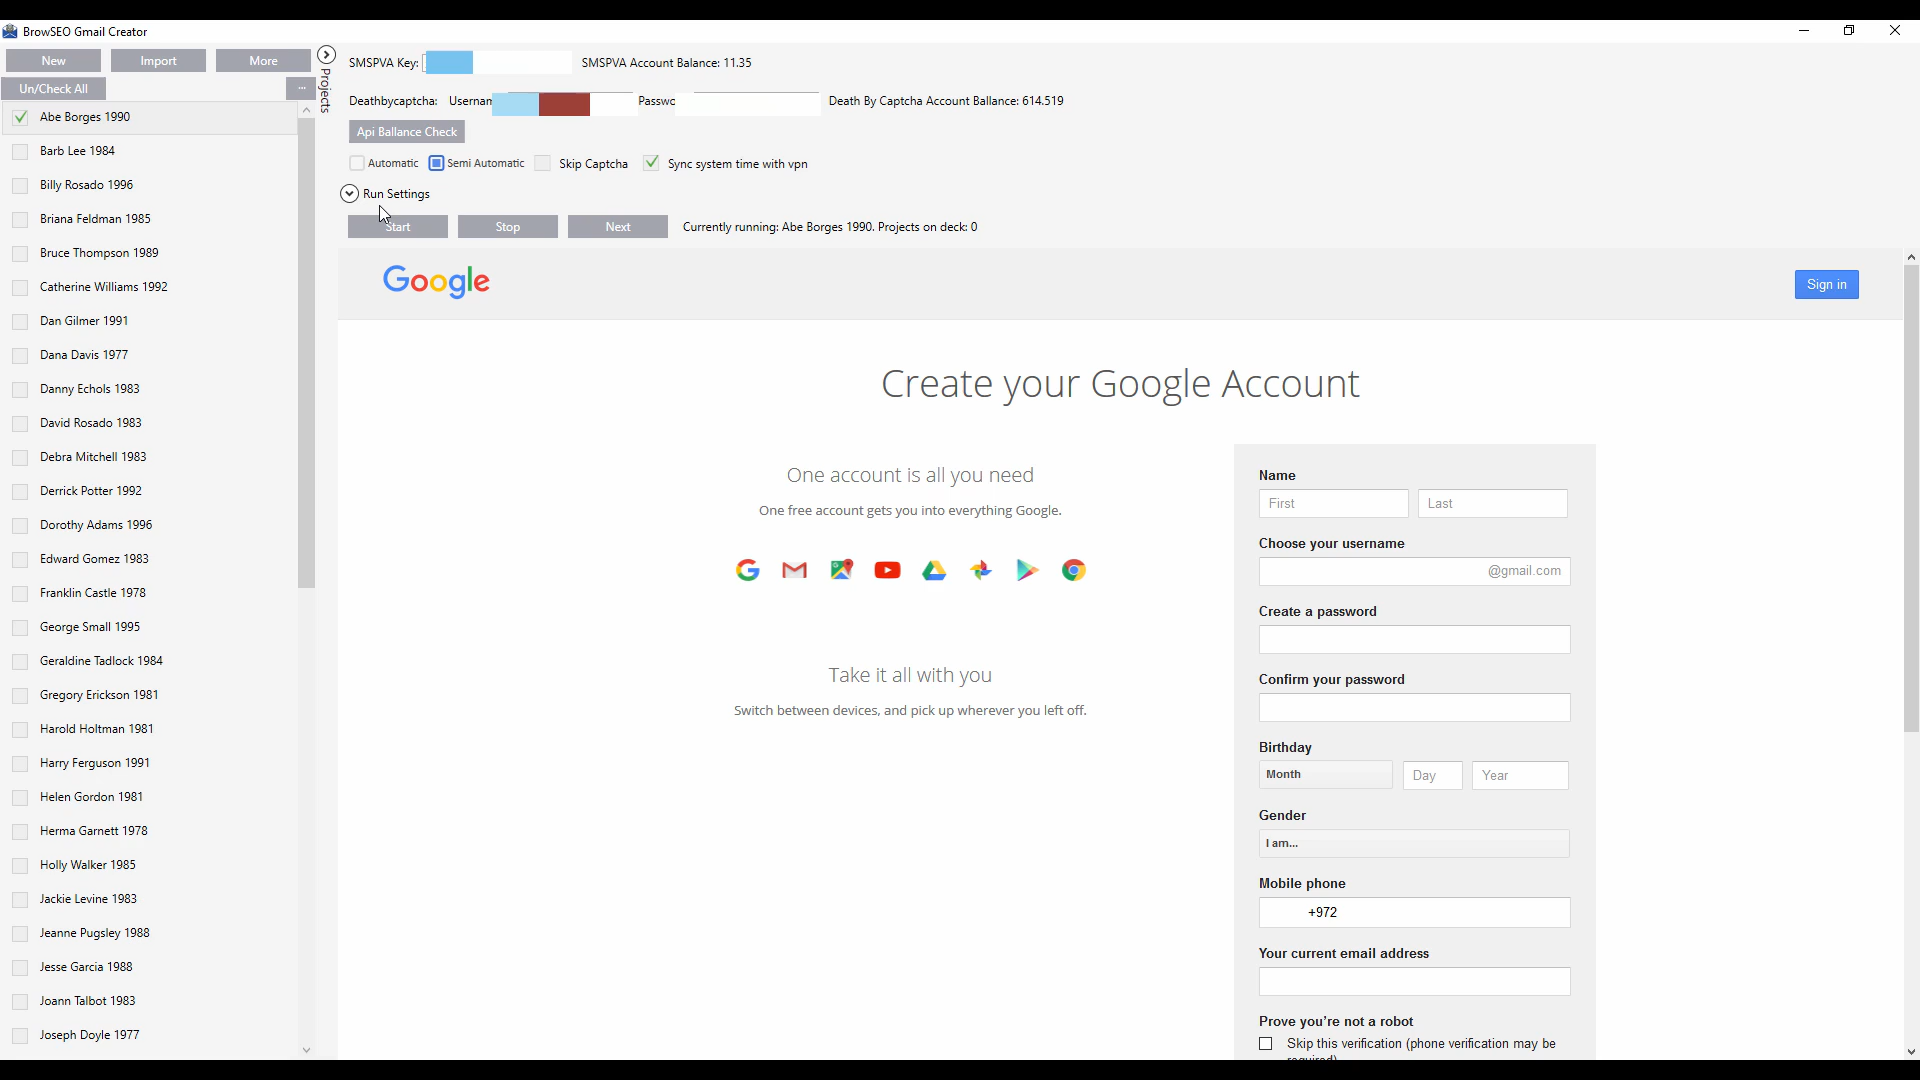 BrowSEO Gmail Creator
New Import More
Un/Check All ...
Projects
Abe Borges 1990
Barb Lee 1984
Billy Rosado 1996
Briana Feldman 1985
Bruce Thompson 1989
Catherine Williams 1992
Dan Gilmer 1991
Dana Davis 1977
Danny Echols 1983
David Rosado 1983
Debra Mitchell 1983
Derrick Potter 1992
Dorothy Adams 1996
Edward Gomez 1983
Franklin Castle 1978
George Small 1995
Geraldine Tadlock 1984
Gregory Erickson 1981
Harold Holtman 1981
Harry Ferguson 1991
Helen Gordon 1981
Herma Garnett 1978
Holly Walker 1985
Jackie Levine 1983
Jeanne Pugsley 1988
Jesse Garcia 1988
Joann Talbot 1983
Joseph Doyle 1977
SMSPVA Key: SMSPVA Account Balance: 11.35
Deathbycaptcha: Usernam Passwo Death By Captcha Account Ballance: 614.519
Api Ballance Check
Automatic Semi Automatic Skip Captcha Sync system time with vpn
Run Settings
Start Stop Next Currently running: Abe Borges 1990. Projects on deck: 0
Google Sign in
Create your Google Account
One account is all you need
One free account gets you into everything Google.
Take it all with you
Switch between devices, and pick up wherever you left off.
Name
First Last
Choose your username
@gmail.com
Create a password
Confirm your password
Birthday
Month Day Year
Gender
I am...
Mobile phone
+972
Your current email address
Prove you're not a robot
Skip this verification (phone verification may be